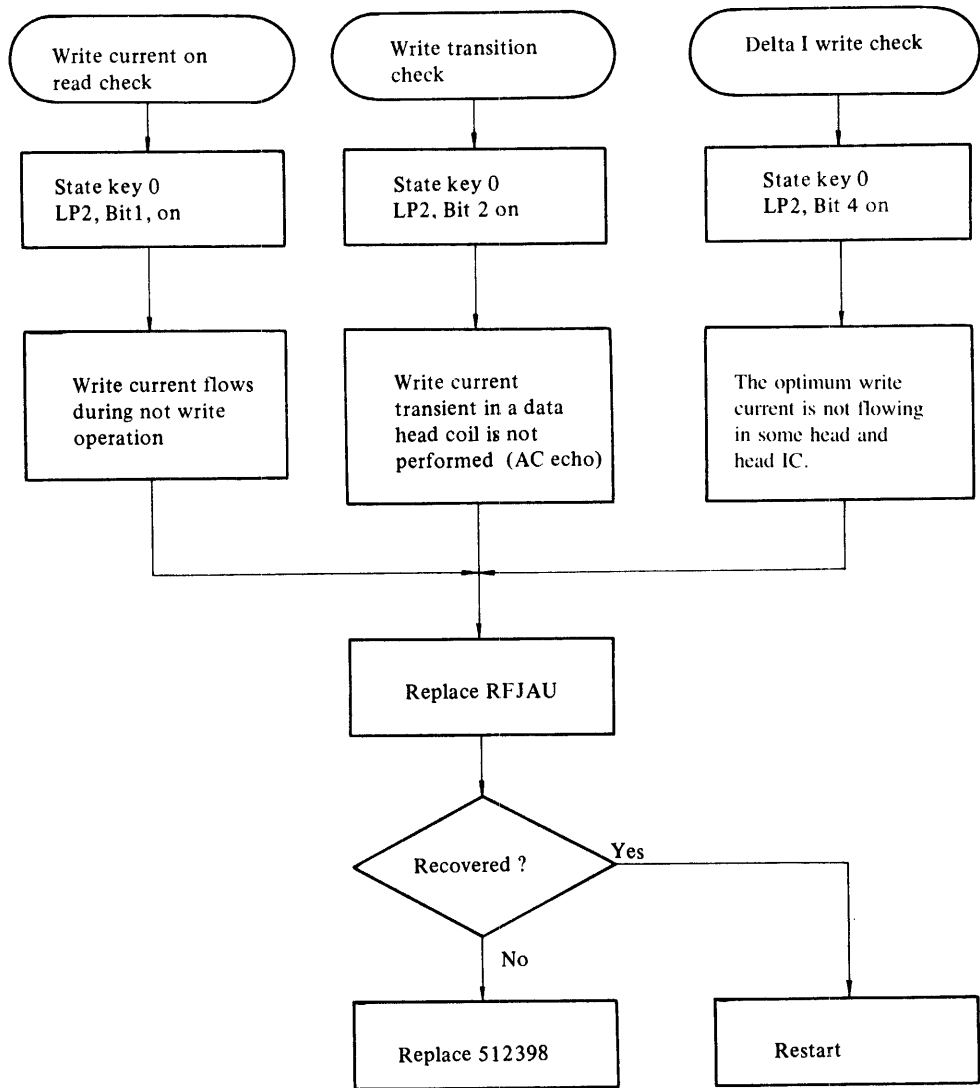 Write current on
read check
Write transition
check
Delta I write check
State key 0
LP2, Bit1, on
State key 0
LP2, Bit 2 on
State key 0
LP2, Bit 4 on
Write current flows
during not write
operation
Write current
transient in a data
head coil is not
performed (AC echo)
The optimum write
current is not flowing
in some head and
head IC.
Replace RFJAU
Recovered ?
Yes
No
Replace 512398
Restart